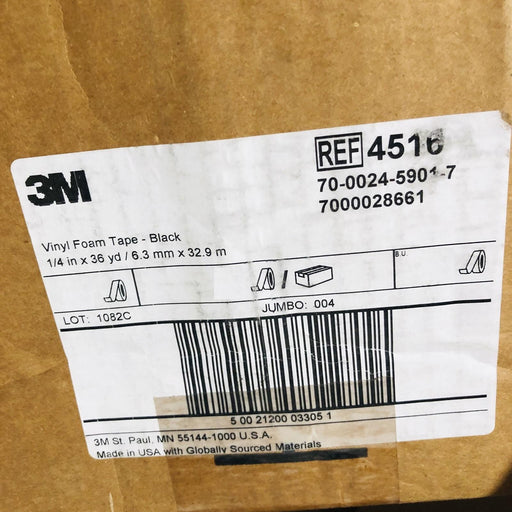 3M
REF 4516
70-0024-5901-7
7000028661
Vinyl Foam Tape - Black
1/4 in x 36 yd / 6.3 mm x 32.9 m
/
B.U.
LOT: 1082C
JUMBO: 004
5 00 21200 03305 1
3M St. Paul, MN 55144-1000 U.S.A.
Made in USA with Globally Sourced Materials